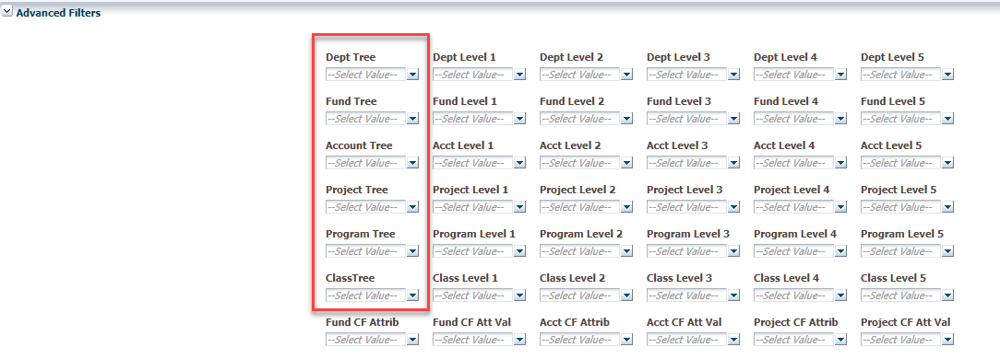 Advanced Filters
Dept Tree Dept Level 1 Dept Level 2 Dept Level 3 Dept Level 4 Dept Level 5
--Select Value-- --Select Value-- --Select Value-- --Select Value-- --Select Value-- --Select Value--
Fund Tree Fund Level 1 Fund Level 2 Fund Level 3 Fund Level 4 Fund Level 5
--Select Value-- --Select Value-- --Select Value-- --Select Value-- --Select Value-- --Select Value--
Account Tree Acct Level 1 Acct Level 2 Acct Level 3 Acct Level 4 Acct Level 5
--Select Value-- --Select Value-- --Select Value-- --Select Value-- --Select Value-- --Select Value--
Project Tree Project Level 1 Project Level 2 Project Level 3 Project Level 4 Project Level 5
--Select Value-- --Select Value-- --Select Value-- --Select Value-- --Select Value-- --Select Value--
Program Tree Program Level 1 Program Level 2 Program Level 3 Program Level 4 Program Level 5
--Select Value-- --Select Value-- --Select Value-- --Select Value-- --Select Value-- --Select Value--
ClassTree Class Level 1 Class Level 2 Class Level 3 Class Level 4 Class Level 5
--Select Value-- --Select Value-- --Select Value-- --Select Value-- --Select Value-- --Select Value--
Fund CF Attrib Fund CF Att Val Acct CF Attrib Acct CF Att Val Project CF Attrib Project CF Att Val
--Select Value-- --Select Value-- --Select Value-- --Select Value-- --Select Value-- --Select Value--